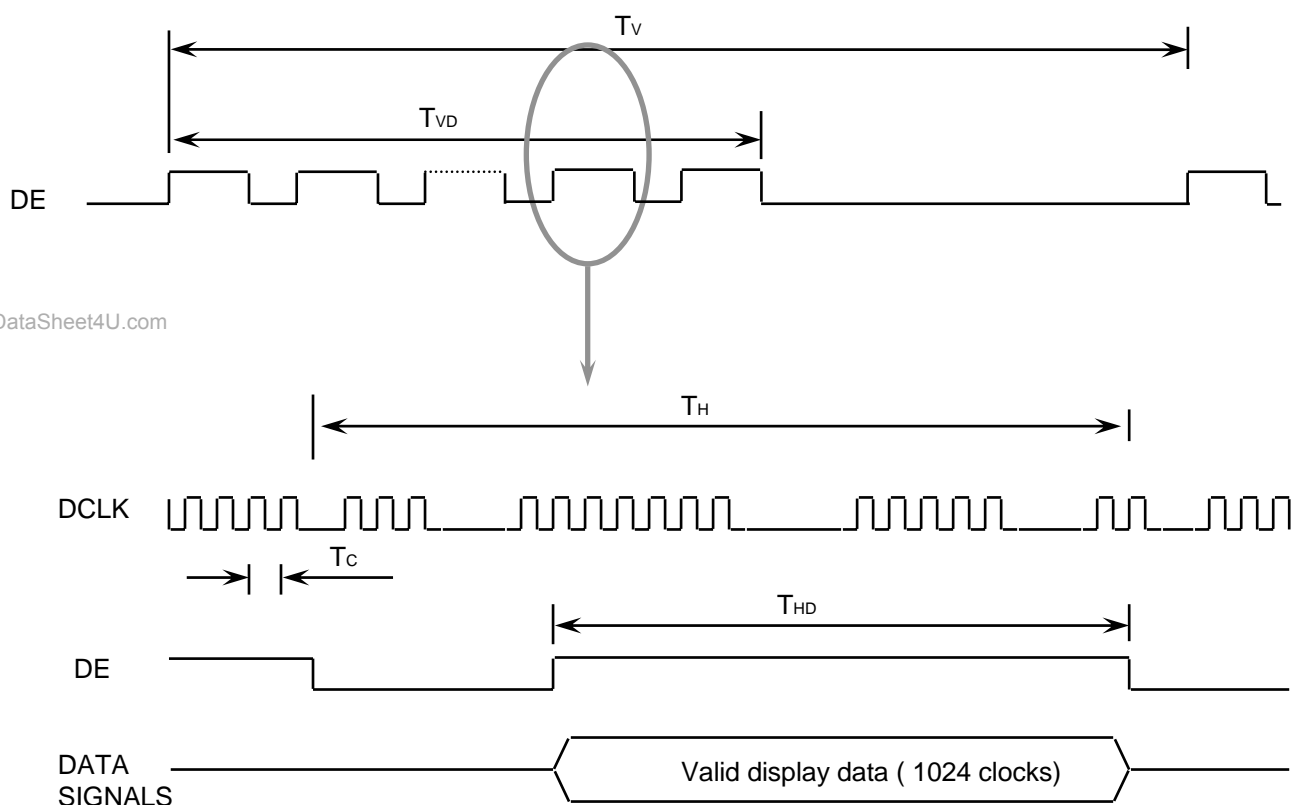 TV
TVD
DE
DataSheet4U.com
TH
DCLK
TC
THD
DE
DATA
SIGNALS
Valid display data ( 1024 clocks)